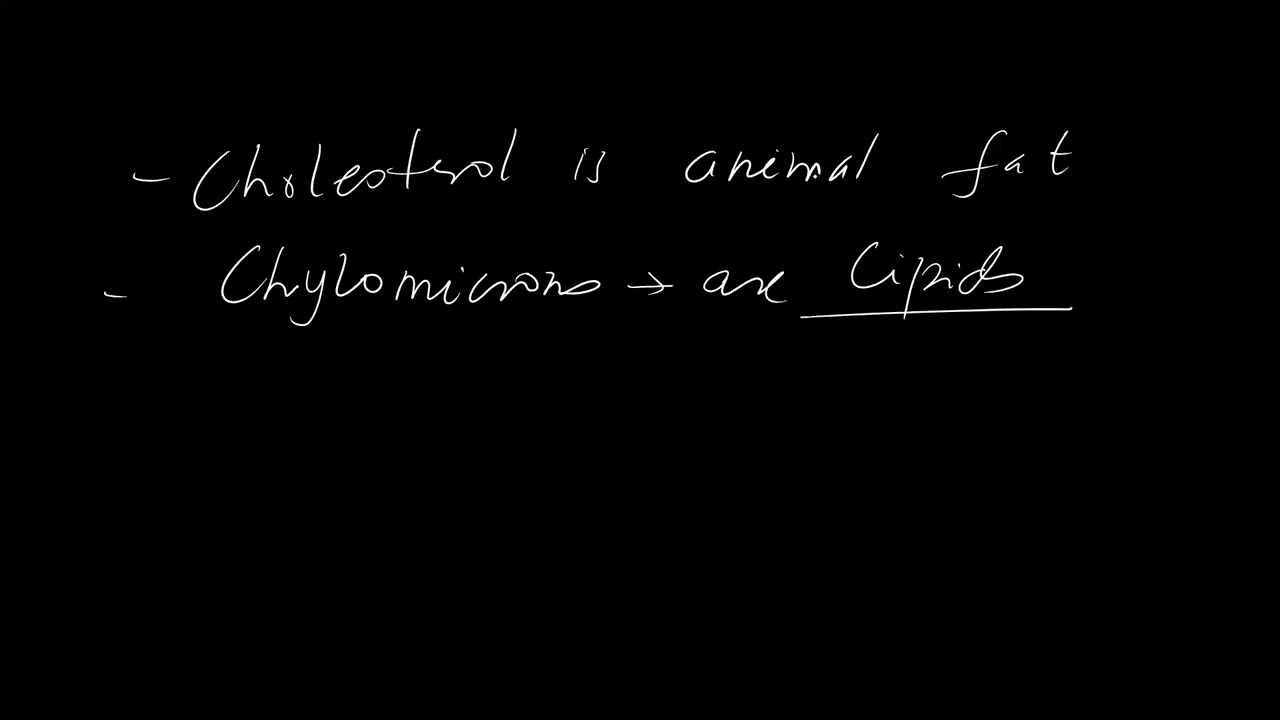 - Cholesterol is animal fat
- Chylomicrons → are Lipids